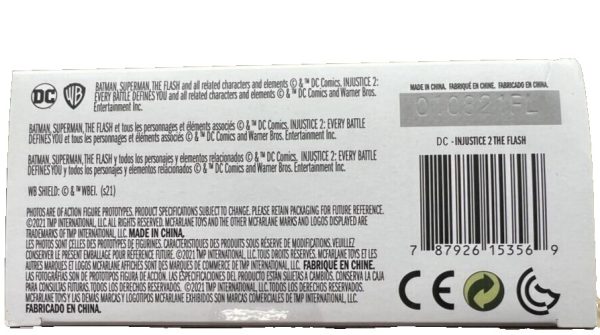 DC WB
BATMAN, SUPERMAN, THE FLASH and all related characters and elements © & ™ DC Comics, INJUSTICE 2:
EVERY BATTLE DEFINES YOU and all related characters and elements © & ™ DC Comics and Warner Bros.
Entertainment Inc.
BATMAN, SUPERMAN, THE FLASH et tous les personnages et éléments associés © & ™ DC Comics, INJUSTICE 2: EVERY BATTLE
DEFINES YOU et tous les personnages et éléments associés © & ™ DC Comics and Warner Bros. Entertainment Inc.
BATMAN, SUPERMAN, THE FLASH y todos los personajes y elementos relacionados © & ™ DC Comics, INJUSTICE 2: EVERY BATTLE
DEFINES YOU y todos los personajes y elementos relacionados © & ™ DC Comics and Warner Bros. Entertainment Inc.
WB SHIELD: © & ™ WBEI. (s21)
PHOTOS ARE OF ACTION FIGURE PROTOTYPES. PRODUCT SPECIFICATIONS SUBJECT TO CHANGE. PLEASE RETAIN PACKAGING FOR FUTURE REFERENCE.
©2021 TMP INTERNATIONAL, LLC. ALL RIGHTS RESERVED. MCFARLANE TOYS AND THE OTHER MCFARLANE MARKS AND LOGOS DISPLAYED ARE
TRADEMARKS OF TMP INTERNATIONAL, LLC. MADE IN CHINA.
LES PHOTOS SONT CELLES DES PROTOTYPES DE FIGURINES. CARACTÉRISTIQUES DES PRODUITS SOUS RÉSERVE DE MODIFICATIONS. VEUILLEZ
CONSERVER LE PRÉSENT EMBALLAGE POUR RÉFÉRENCE FUTURE. ©2021 TMP INTERNATIONAL, LLC. TOUS DROITS RÉSERVÉS. MCFARLANE TOYS ET LES
AUTRES MARQUES ET LOGOS MCFARLANE AFFICHÉS SONT DES MARQUES DE COMMERCE DE TMP INTERNATIONAL, LLC. FABRIQUÉ EN CHINE.
LAS FOTOGRAFÍAS SON DE PROTOTIPOS DE FIGURAS DE ACCIÓN. LAS ESPECIFICACIONES DEL PRODUCTO ESTÁN SUJETAS A CAMBIOS. CONSERVEN LA CAJA
PARA CONSULTAS FUTURAS. TODOS LOS DERECHOS RESERVADOS. ©2021 TMP INTERNATIONAL, LLC. TODOS LOS DERECHOS RESERVADOS.
MCFARLANE TOYS Y LAS DEMÁS MARCAS Y LOGOTIPOS MCFARLANE EXHIBIDOS SON MARCAS COMERCIALES DE TMP INTERNATIONAL, LLC.
FABRICADO EN CHINA.
MADE IN CHINA. FABRIQUÉ EN CHINE. FABRICADO EN CHINA.
010821FL
DC - INJUSTICE 2 THE FLASH
7 87926 15356 9
CE